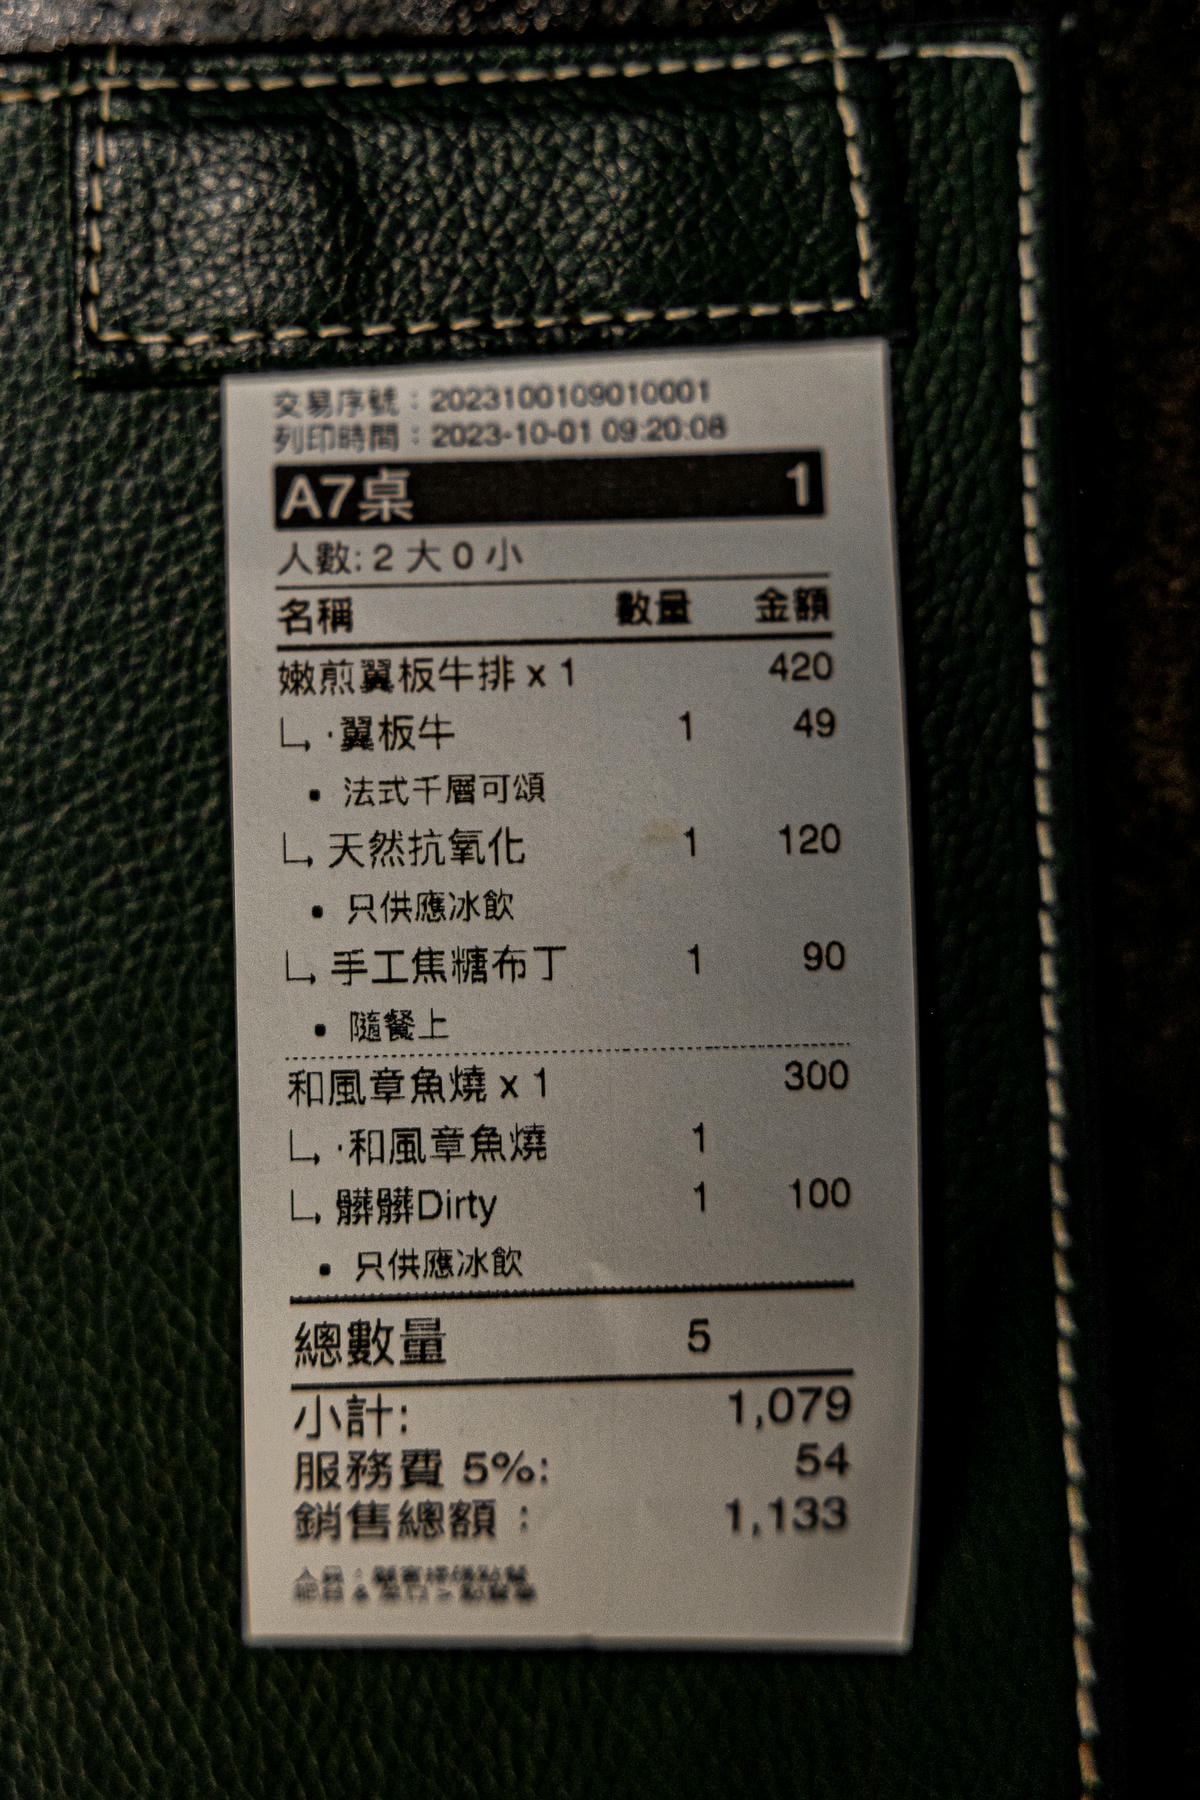 交易序號：2023100109010001
列印時間：2023-10-01 09:20:08
A7桌 1
人數: 2 大 0 小
名稱 數量 金額
嫩煎翼板牛排 x 1 420
·翼板牛 1 49
• 法式千層可頌
天然抗氧化 1 120
• 只供應冰飲
手工焦糖布丁 1 90
• 隨餐上
和風章魚燒 x 1 300
·和風章魚燒 1
髒髒Dirty 1 100
• 只供應冰飲
總數量 5
小計: 1,079
服務費 5%: 54
銷售總額： 1,133